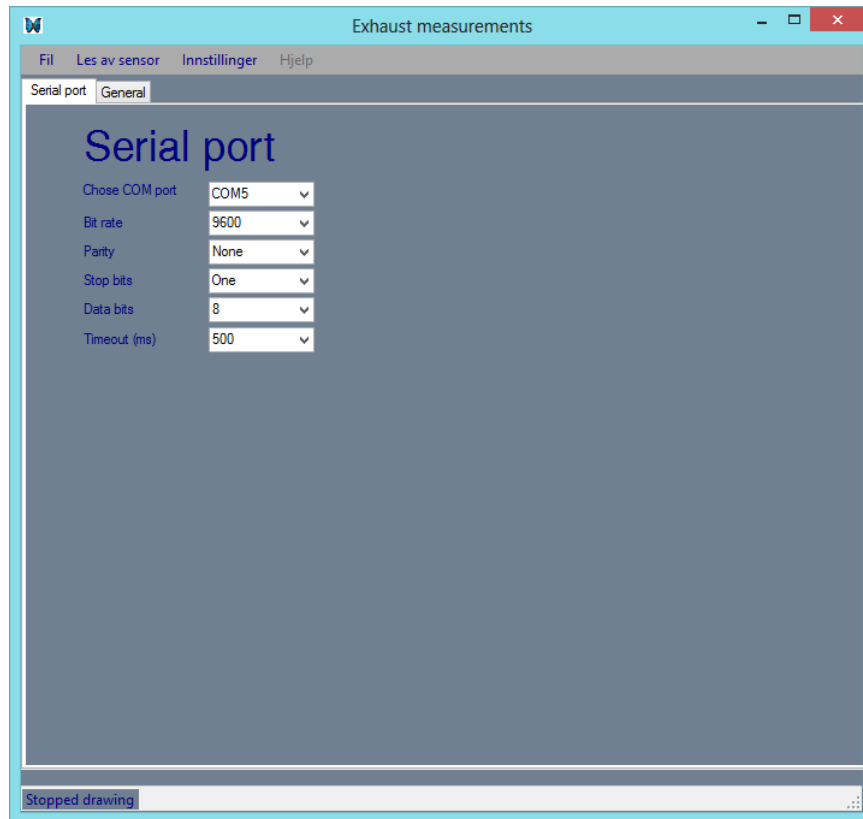 Exhaust measurements
Fil Les av sensor Innstillinger Hjelp
Serial port General
Serial port
Chose COM port COM5
Bit rate 9600
Parity None
Stop bits One
Data bits 8
Timeout (ms) 500
Stopped drawing